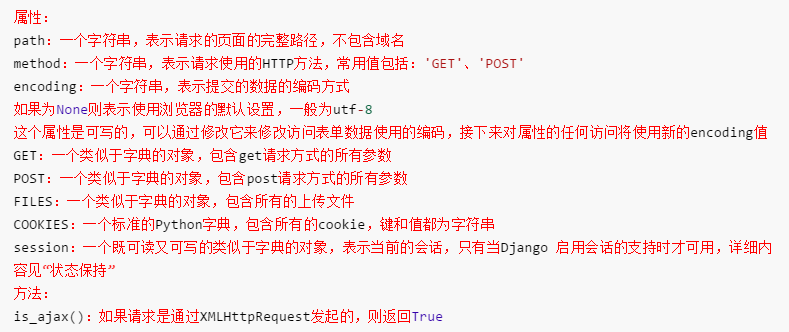 属性：
path：一个字符串，表示请求的页面的完整路径，不包含域名
method：一个字符串，表示请求使用的HTTP方法，常用值包括：'GET'、'POST'
encoding：一个字符串，表示提交的数据的编码方式
如果为None则表示使用浏览器的默认设置，一般为utf-8
这个属性是可写的，可以通过修改它来修改访问表单数据使用的编码，接下来对属性的任何访问将使用新的encoding值
GET：一个类似于字典的对象，包含get请求方式的所有参数
POST：一个类似于字典的对象，包含post请求方式的所有参数
FILES：一个类似于字典的对象，包含所有的上传文件
COOKIES：一个标准的Python字典，包含所有的cookie，键和值都为字符串
session：一个既可读又可写的类似于字典的对象，表示当前的会话，只有当Django 启用会话的支持时才可用，详细内
容见“状态保持”
方法：
is_ajax()：如果请求是通过XMLHttpRequest发起的，则返回True